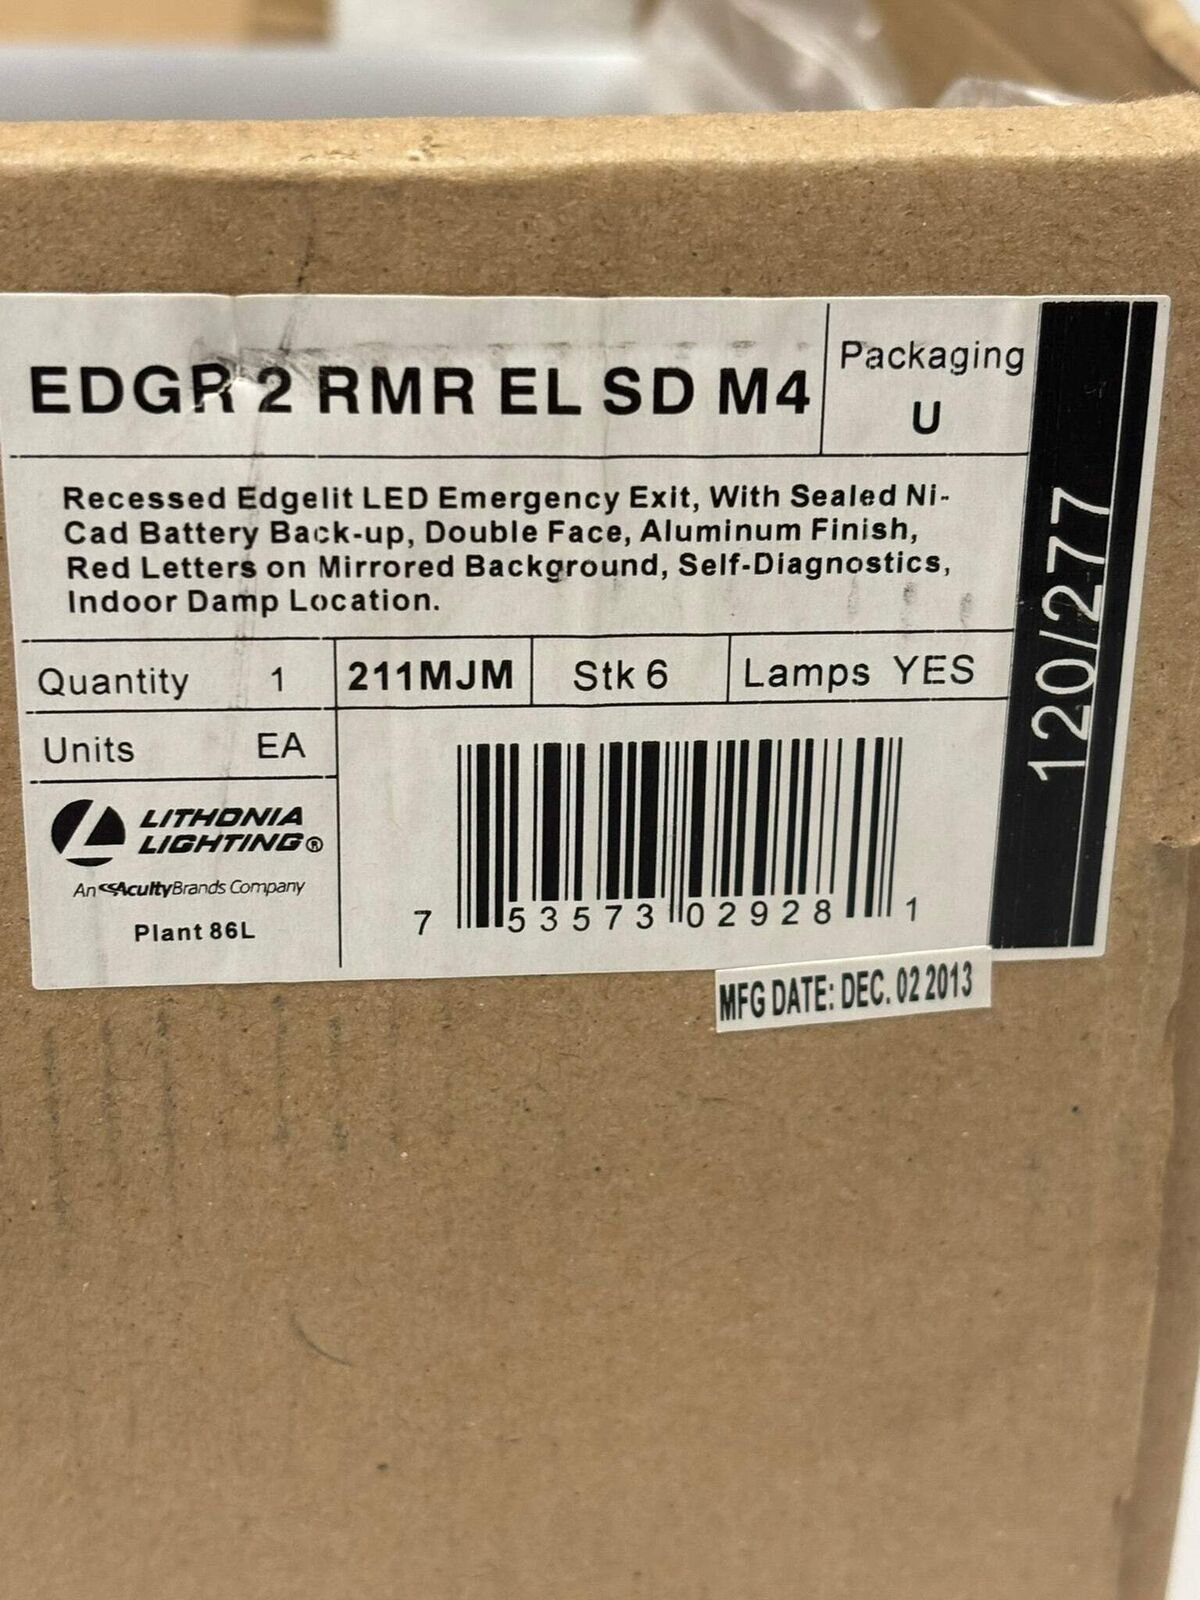 EDGR 2 RMR EL SD M4
Packaging
U
Recessed Edgelit LED Emergency Exit, With Sealed Ni-
Cad Battery Back-up, Double Face, Aluminum Finish,
Red Letters on Mirrored Background, Self-Diagnostics,
Indoor Damp Location.
120/277
Quantity 1
211MJM
Stk 6
Lamps YES
Units EA
LITHONIA
LIGHTING®
An AcuityBrands Company
Plant 86L
7 53573 02928 1
MFG DATE: DEC. 02 2013